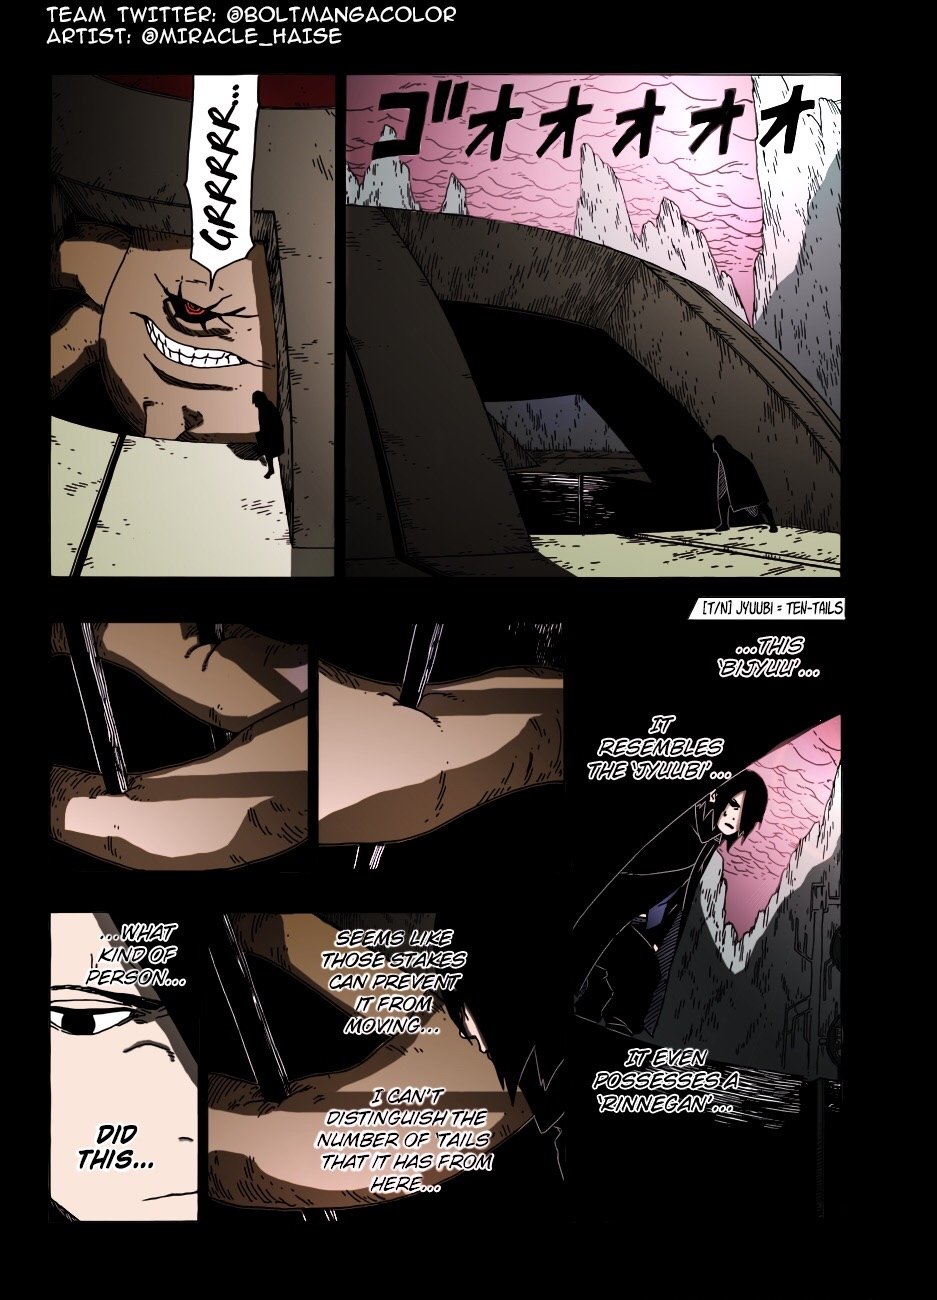 TEAM TWITTER: @BOLTMANGACOLOR
ARTIST: @MIRACLE_HAISE
ゴオオオオオ
GRRRR...
[T/N] JYUUBI = TEN-TAILS
...THIS
'BIJYUU'...
IT
RESEMBLES
THE 'JYUUBI'...
IT EVEN
POSSESSES A
'RINNEGAN'...
SEEMS LIKE
THOSE STAKES
CAN PREVENT
IT FROM
MOVING...
I CAN'T
DISTINGUISH THE
NUMBER OF 'TAILS
THAT IT HAS FROM
HERE...
...WHAT
KIND OF
PERSON...
DID
THIS...